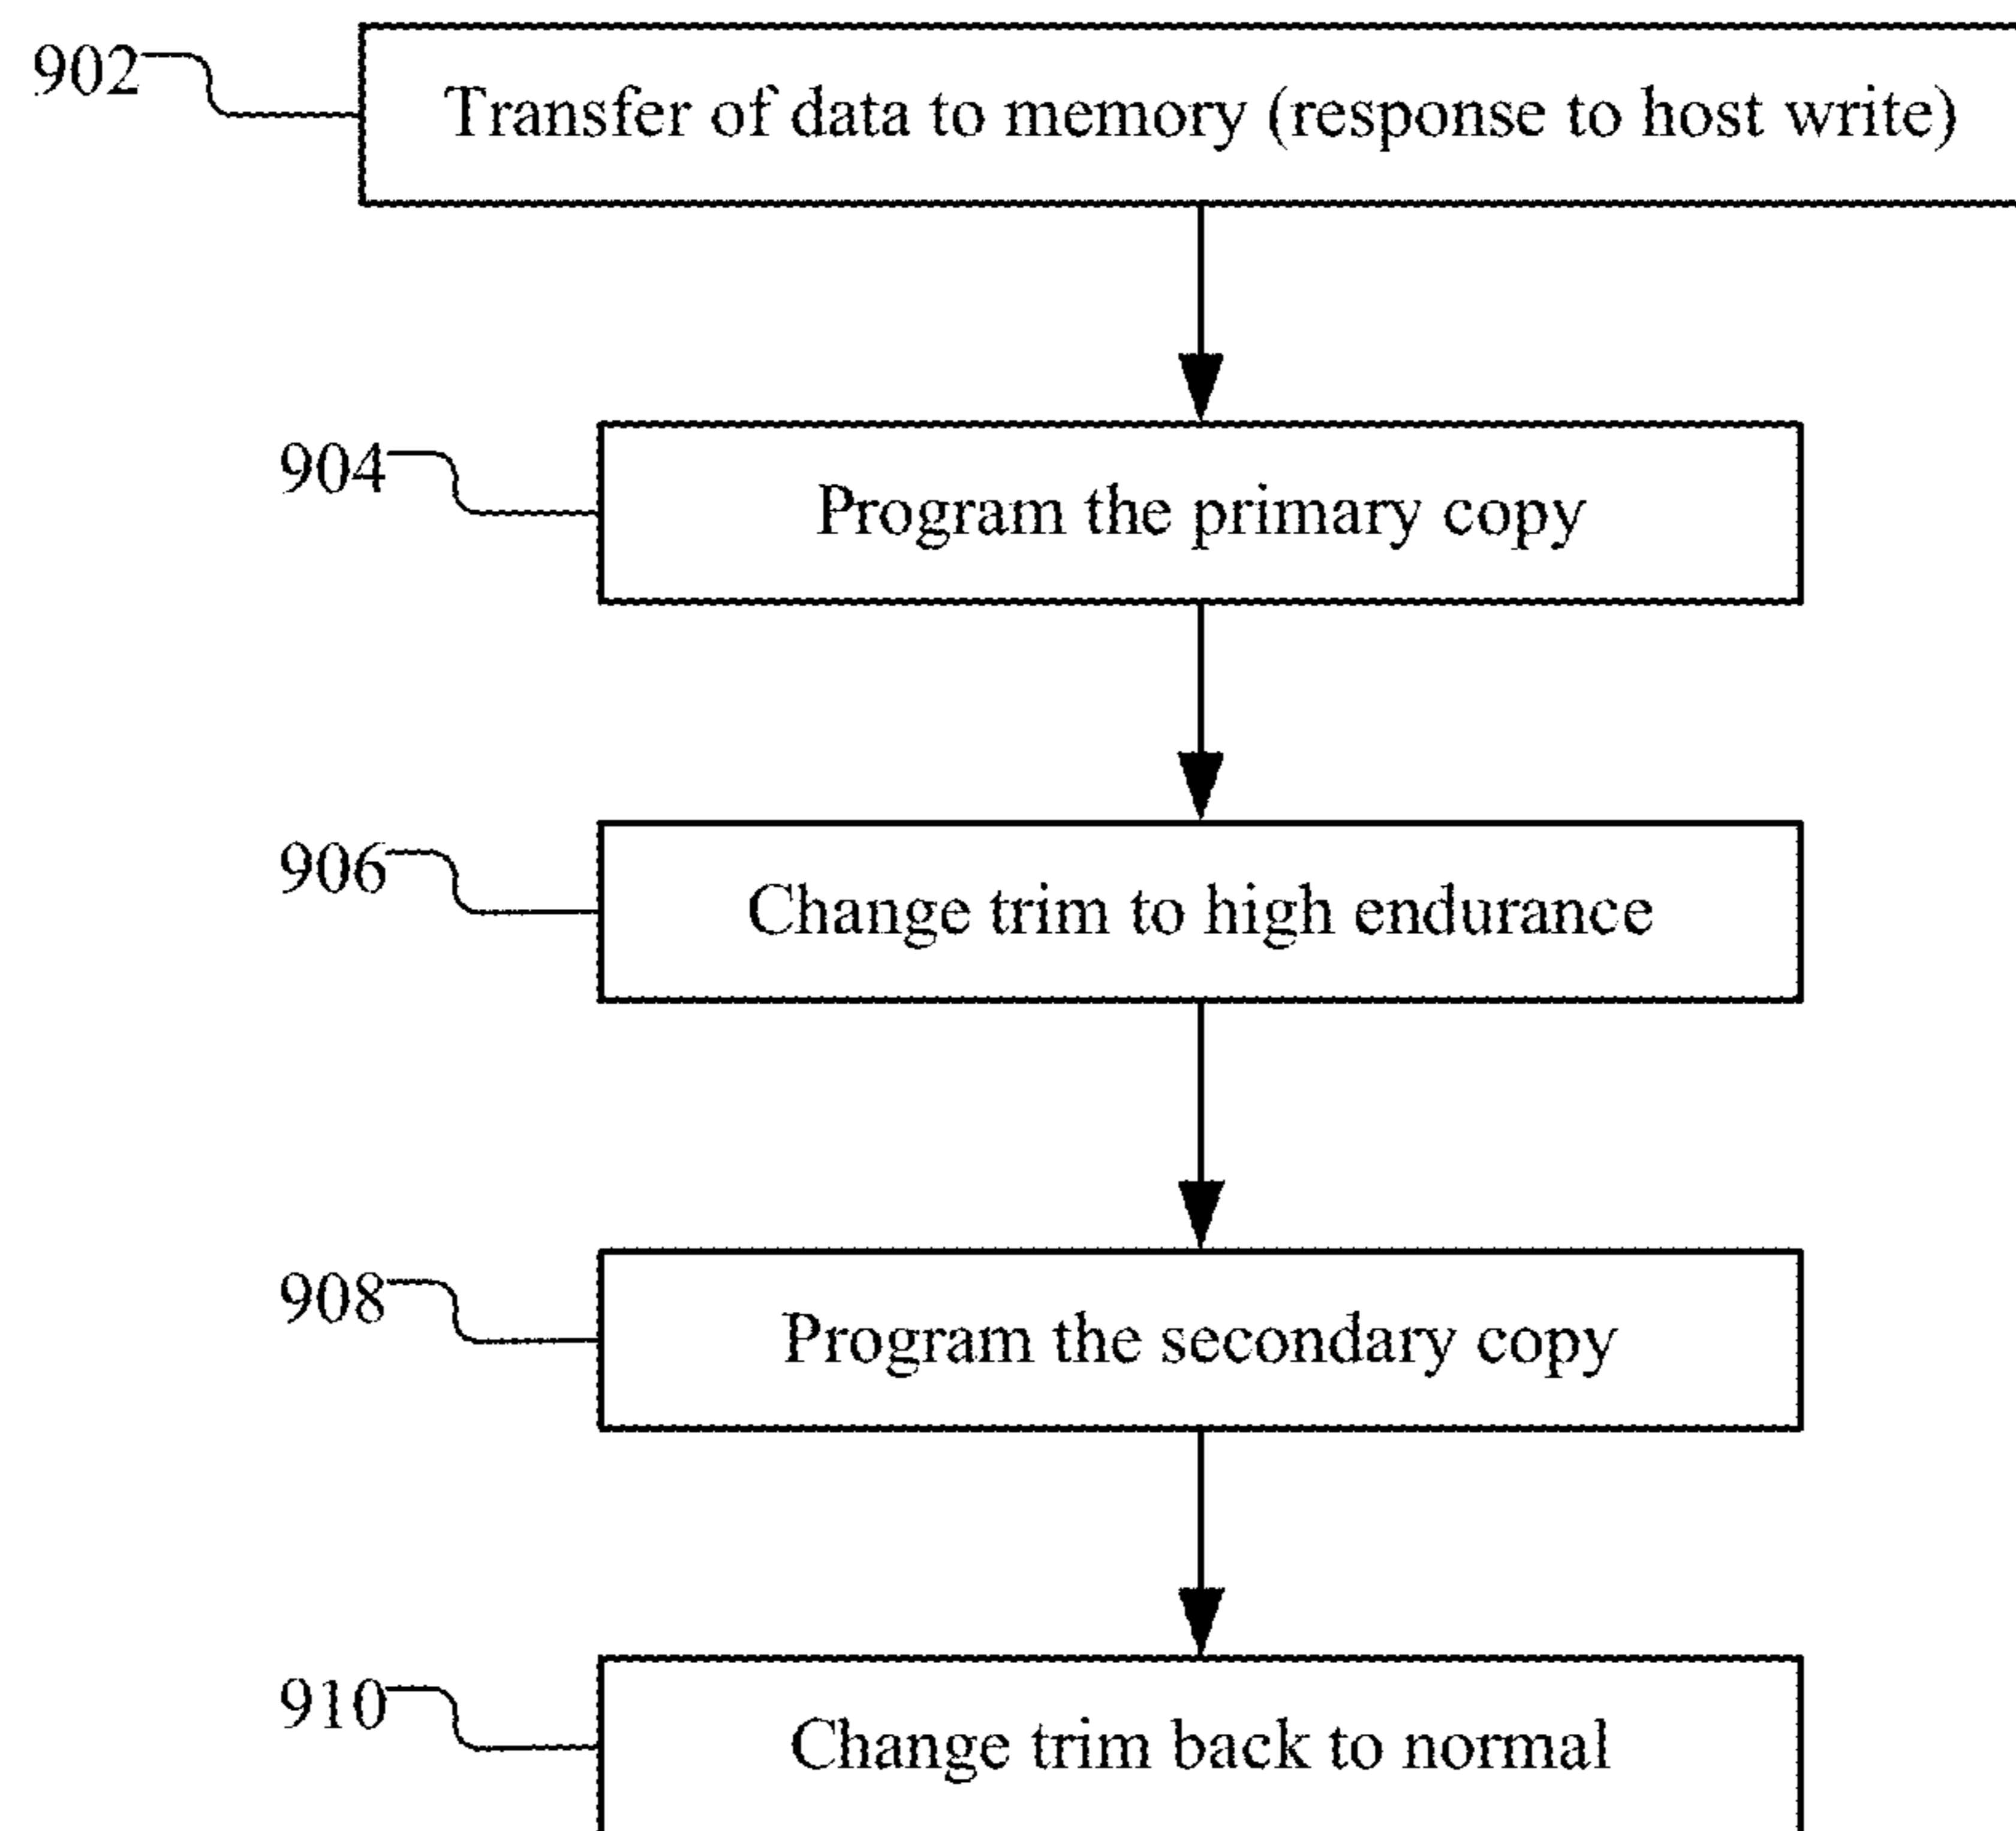 902
Transfer of data to memory (response to host write)
904
Program the primary copy
906
Change trim to high endurance
908
Program the secondary copy
910
Change trim back to normal